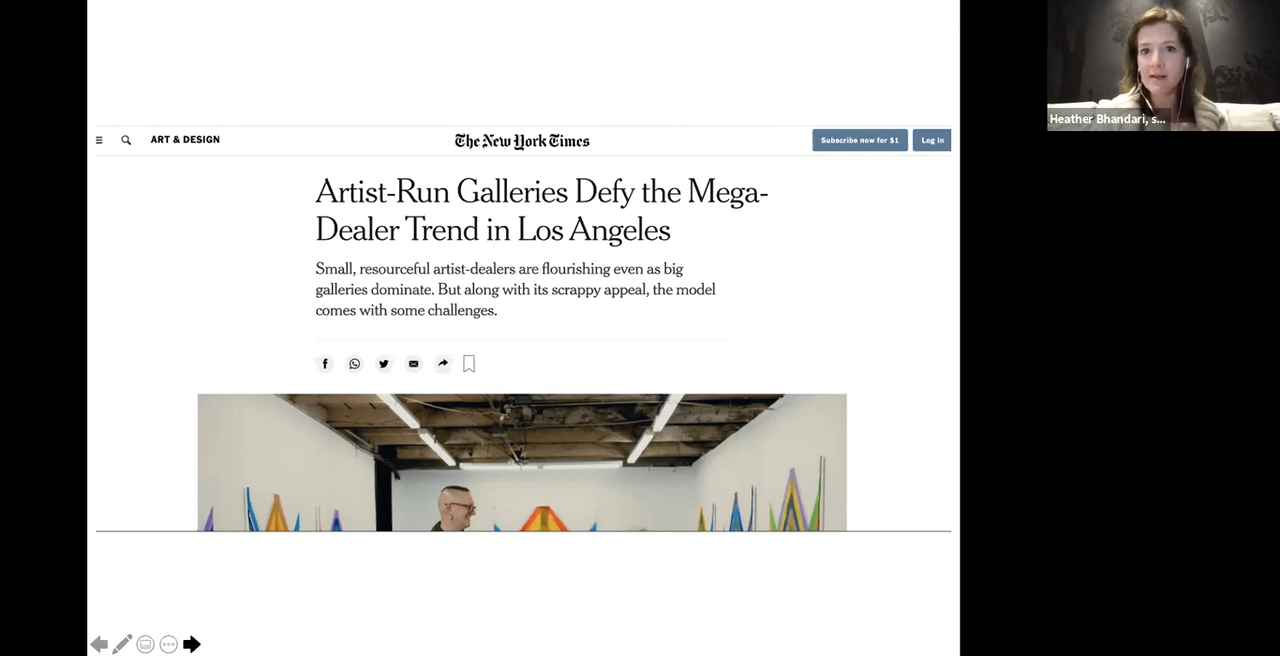 ART & DESIGN
The New York Times
Subscribe now for $1
Log in
Artist-Run Galleries Defy the Mega-
Dealer Trend in Los Angeles
Small, resourceful artist-dealers are flourishing even as big
galleries dominate. But along with its scrappy appeal, the model
comes with some challenges.
Heather Bhandari, s...